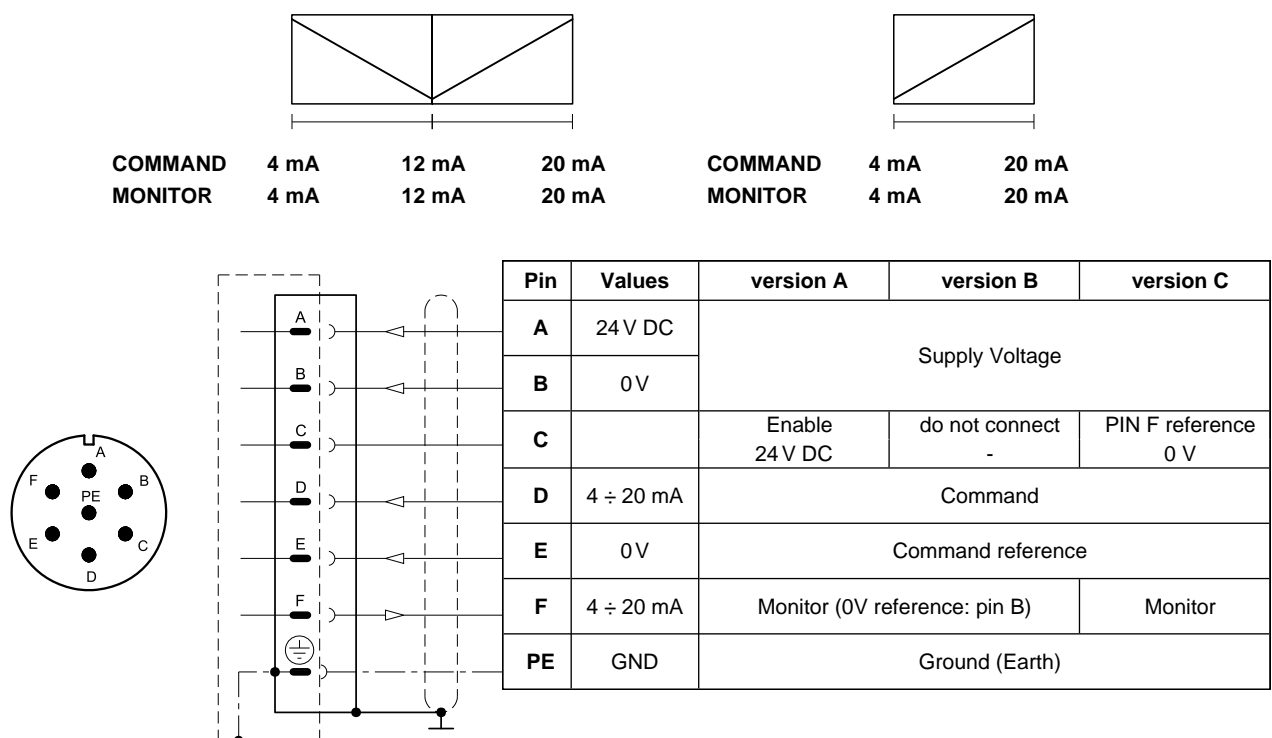 COMMAND 4 mA 12 mA 20 mA COMMAND 4 mA 20 mA
MONITOR 4 mA 12 mA 20 mA MONITOR 4 mA 20 mA
Pin Values version A version B version C
A A 24 V DC Supply Voltage
B B 0 V
C C Enable do not connect PIN F reference
24 V DC - 0 V
D D 4 ÷ 20 mA Command
E E 0 V Command reference
F F 4 ÷ 20 mA Monitor (0V reference: pin B) Monitor
PE GND Ground (Earth)
A
F PE B
E C
D